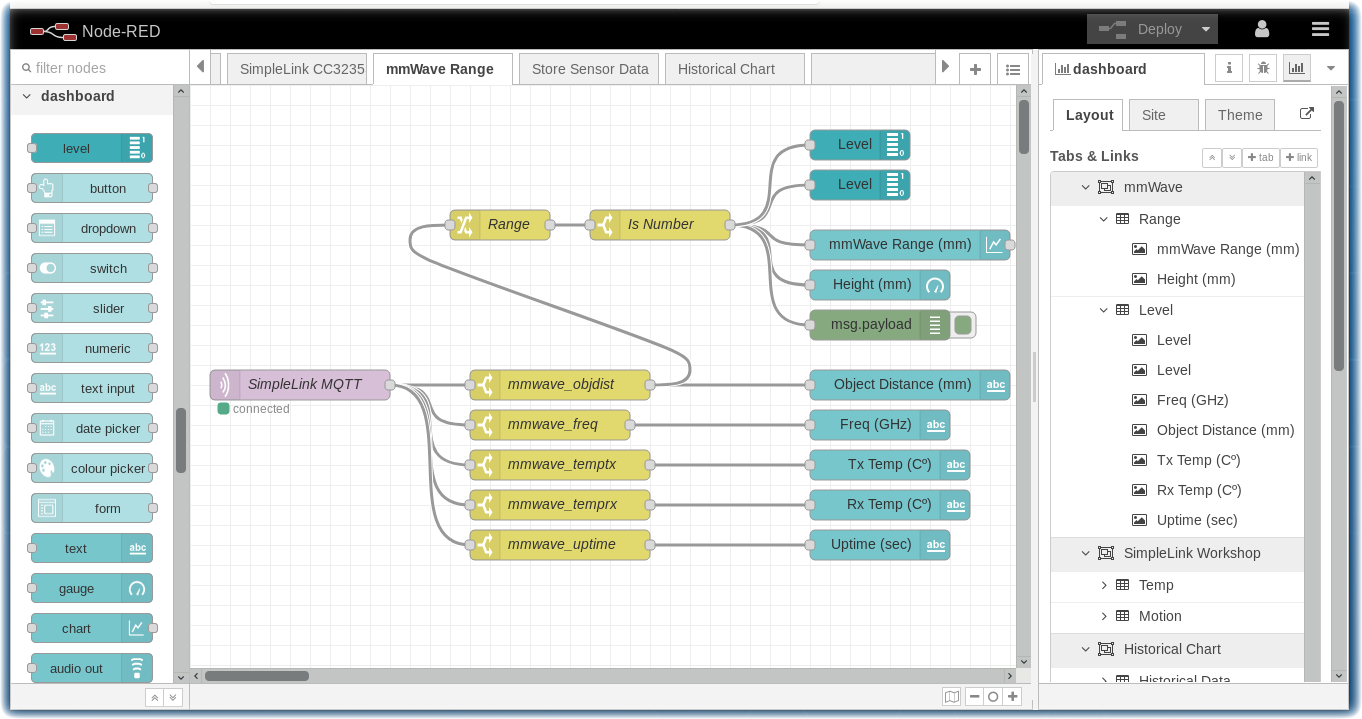 Node-RED
Deploy
filter nodes
SimpleLink CC3235
mmWave Range
Store Sensor Data
Historical Chart
dashboard
dashboard
level
button
dropdown
switch
slider
123 numeric
abc text input
date picker
colour picker
form
text abc
gauge
chart
audio out
Level
Level
Range
Is Number
mmWave Range (mm)
Height (mm)
msg.payload
SimpleLink MQTT
connected
mmwave_objdist
Object Distance (mm) abc
mmwave_freq
Freq (GHz) abc
mmwave_temptx
Tx Temp (Cº) abc
mmwave_temprx
Rx Temp (Cº) abc
mmwave_uptime
Uptime (sec) abc
Layout
Site
Theme
Tabs & Links
+ tab
+ link
mmWave
Range
mmWave Range (mm)
Height (mm)
Level
Level
Level
Freq (GHz)
Object Distance (mm)
Tx Temp (Cº)
Rx Temp (Cº)
Uptime (sec)
SimpleLink Workshop
Temp
Motion
Historical Chart
Historical Data